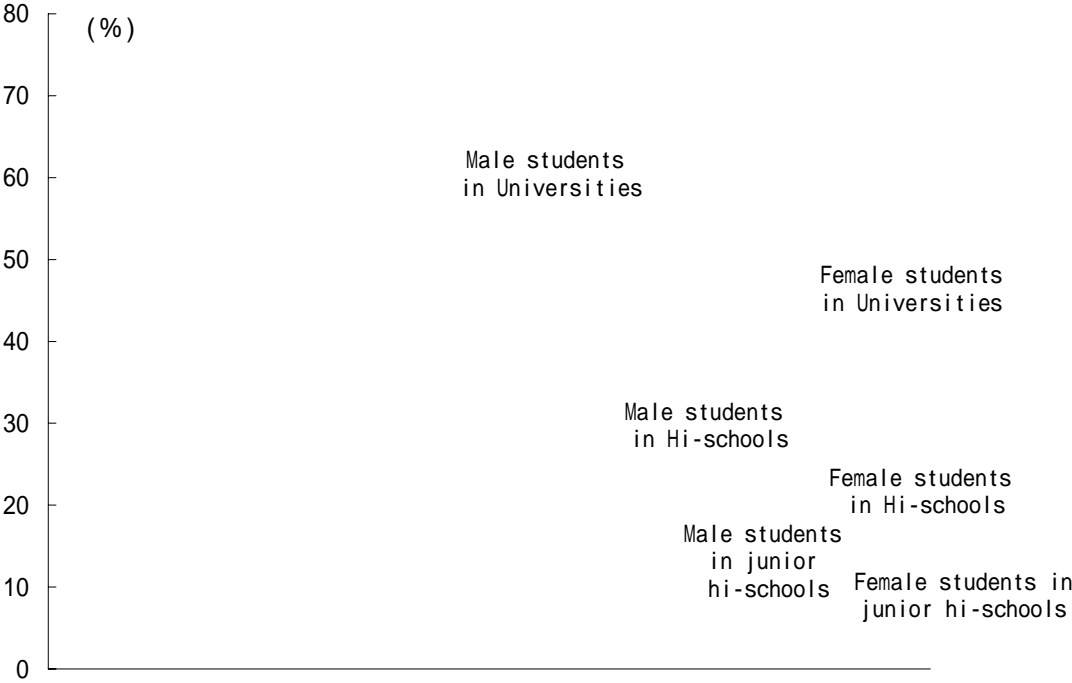 80
(%)
70
Male students
in Universities
60
50
Female students
in Universities
40
Male students
in Hi-schools
30
Female students
in Hi-schools
20
Male students
in junior
hi-schools
Female students in
junior hi-schools
10
0